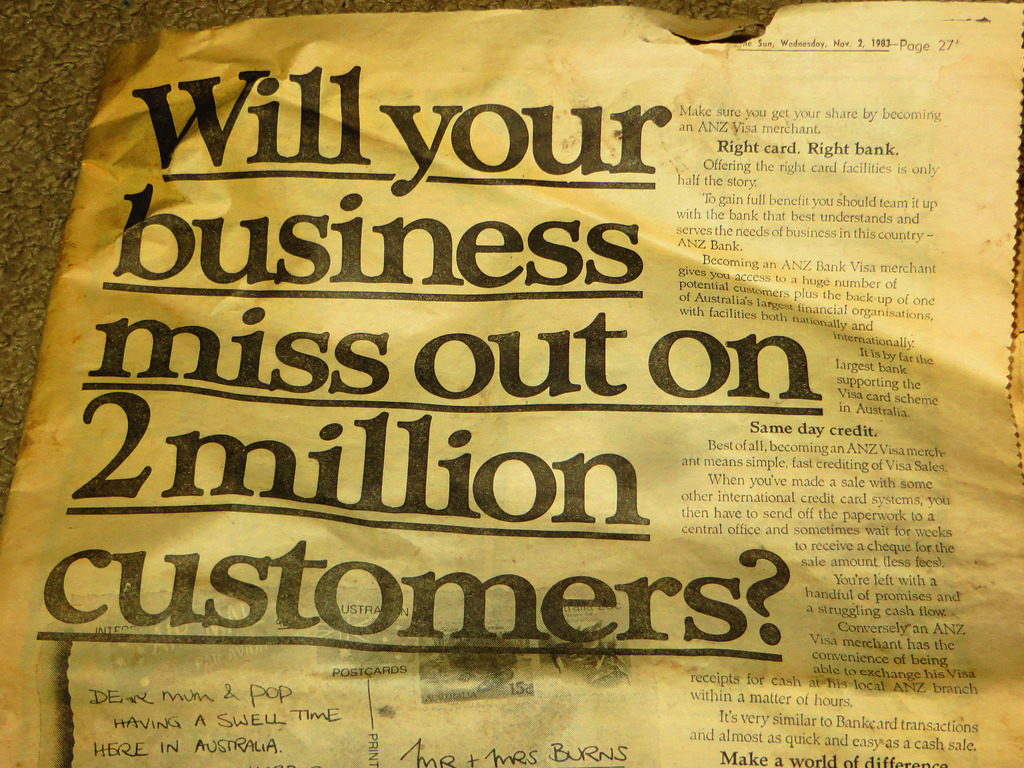 The Sun, Wednesday, Nov. 2, 1983—Page 27
Will your
business
miss out on
2 million
customers?
Make sure you get your share by becoming
an ANZ Visa merchant.
Right card. Right bank.
Offering the right card facilities is only
half the story.
To gain full benefit you should team it up
with the bank that best understands and
serves the needs of business in this country –
ANZ Bank.
Becoming an ANZ Bank Visa merchant
gives you access to a huge number of
potential customers plus the back-up of one
of Australia's largest financial organisations,
with facilities both nationally and
internationally.
It is by far the
largest bank
supporting the
Visa card scheme
in Australia.
Same day credit.
Best of all, becoming an ANZ Visa merch-
ant means simple, fast crediting of Visa Sales.
When you've made a sale with some
other international credit card systems, you
then have to send off the paperwork to a
central office and sometimes wait for weeks
to receive a cheque for the
sale amount (less fees).
You're left with a
handful of promises and
a struggling cash flow.
Conversely an ANZ
Visa merchant has the
convenience of being
able to exchange his Visa
receipts for cash at his local ANZ branch
within a matter of hours.
It's very similar to Bankcard transactions
and almost as quick and easy as a cash sale.
Make a world of difference
PAR AVION
AUSTRALIA 15c
POSTCARDS
PRINT
DEAR MUM & POP
HAVING A SWELL TIME
HERE IN AUSTRALIA.
MR + MRS BURNS